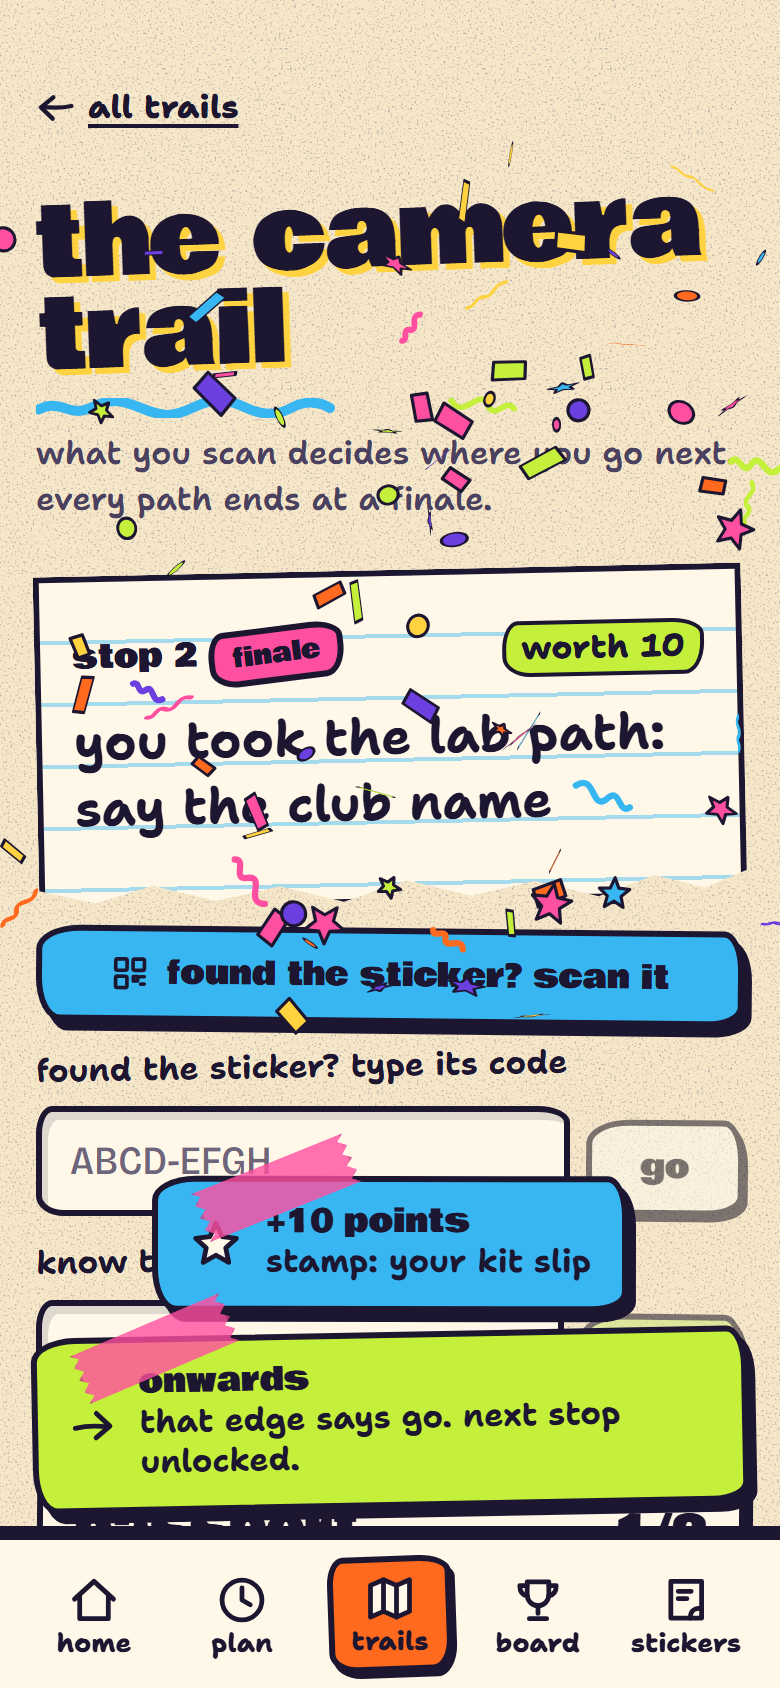 all trails
the camera
trail
what you scan decides where you go next.
every path ends at a finale.
stop 2 finale worth 10
you took the lab path:
say the club name
found the sticker? scan it
found the sticker? type its code
ABCD-EFGH go
know
+10 points
stamp: your kit slip
onwards
that edge says go. next stop
unlocked.
home plan trails board stickers